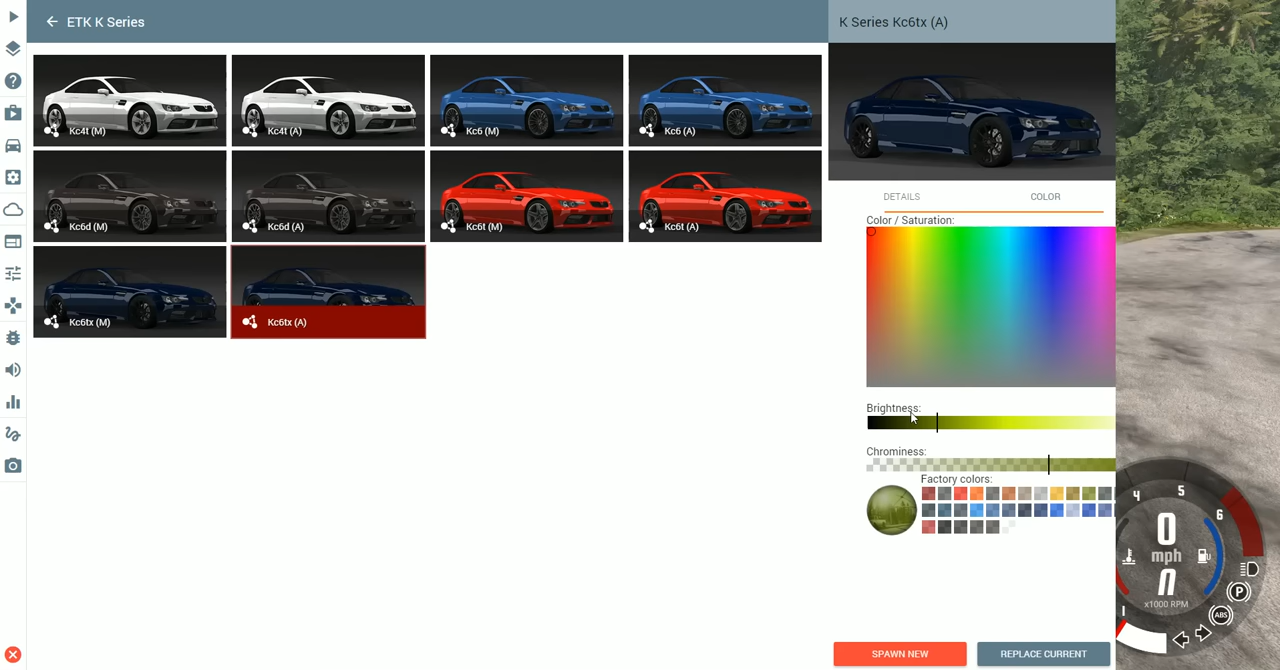 ETK K Series
K Series Kc6tx (A)
Kc4t (M)
Kc4t (A)
Kc6 (M)
Kc6 (A)
Kc6d (M)
Kc6d (A)
Kc6t (M)
Kc6t (A)
Kc6tx (M)
Kc6tx (A)
DETAILS
COLOR
Color / Saturation:
Brightness:
Chrominess:
Factory colors:
SPAWN NEW
REPLACE CURRENT
4
5
6
0
mph
n
x1000 RPM
1
P
ABS